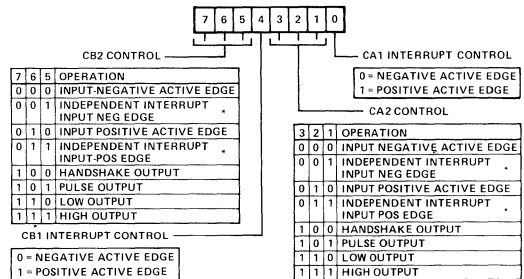 7 6 5 4 3 2 1 0
CB2 CONTROL
CA1 INTERRUPT CONTROL
0 = NEGATIVE ACTIVE EDGE
1 = POSITIVE ACTIVE EDGE
CA2 CONTROL
7 6 5 OPERATION
0 0 0 INPUT-NEGATIVE ACTIVE EDGE
0 0 1 INDEPENDENT INTERRUPT
INPUT NEG EDGE *
0 1 0 INPUT POSITIVE ACTIVE EDGE
0 1 1 INDEPENDENT INTERRUPT *
INPUT-POS EDGE
1 0 0 HANDSHAKE OUTPUT
1 0 1 PULSE OUTPUT
1 1 0 LOW OUTPUT
1 1 1 HIGH OUTPUT
3 2 1 OPERATION
0 0 0 INPUT NEGATIVE ACTIVE EDGE
0 0 1 INDEPENDENT INTERRUPT
INPUT NEG EDGE *
0 1 0 INPUT POSITIVE ACTIVE EDGE
0 1 1 INDEPENDENT INTERRUPT
INPUT POS EDGE *
1 0 0 HANDSHAKE OUTPUT
1 0 1 PULSE OUTPUT
1 1 0 LOW OUTPUT
1 1 1 HIGH OUTPUT
CB1 INTERRUPT CONTROL
0 = NEGATIVE ACTIVE EDGE
1 = POSITIVE ACTIVE EDGE